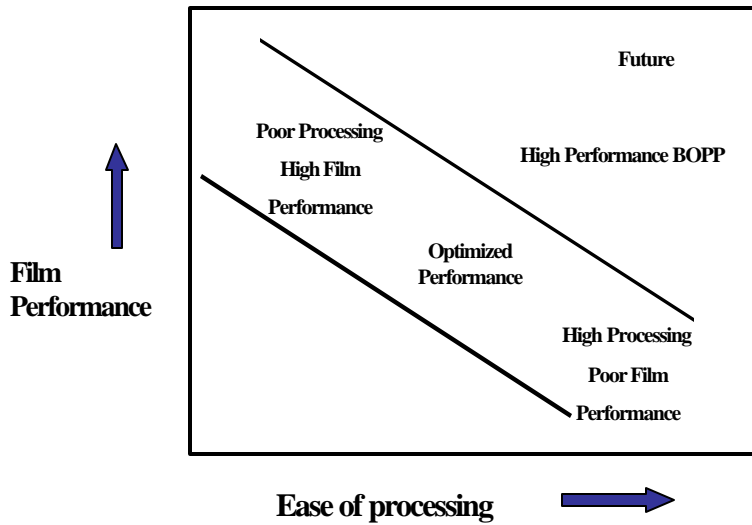 Future
Poor Processing
High Film
Performance
High Performance BOPP
Optimized
Performance
Film
Performance
High Processing
Poor Film
Performance
Ease of processing